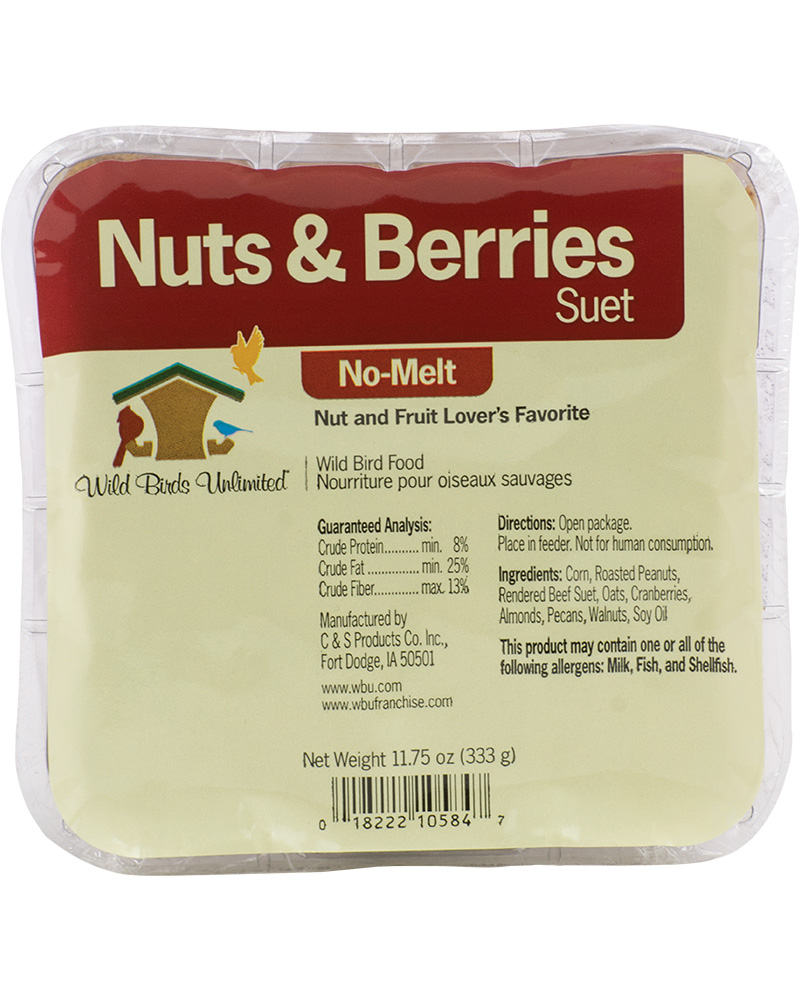 Nuts & Berries
Suet
No-Melt
Nut and Fruit Lover's Favorite
Wild Birds Unlimited
Wild Bird Food
Nourriture pour oiseaux sauvages
Guaranteed Analysis:
Crude Protein.......... min. 8%
Crude Fat ............... min. 25%
Crude Fiber............. max. 13%
Manufactured by
C & S Products Co. Inc.,
Fort Dodge, IA 50501
www.wbu.com
www.wbufranchise.com
Directions: Open package.
Place in feeder. Not for human consumption.
Ingredients: Corn, Roasted Peanuts,
Rendered Beef Suet, Oats, Cranberries,
Almonds, Pecans, Walnuts, Soy Oil
This product may contain one or all of the
following allergens: Milk, Fish, and Shellfish.
Net Weight 11.75 oz (333 g)
0 18222 10584 7